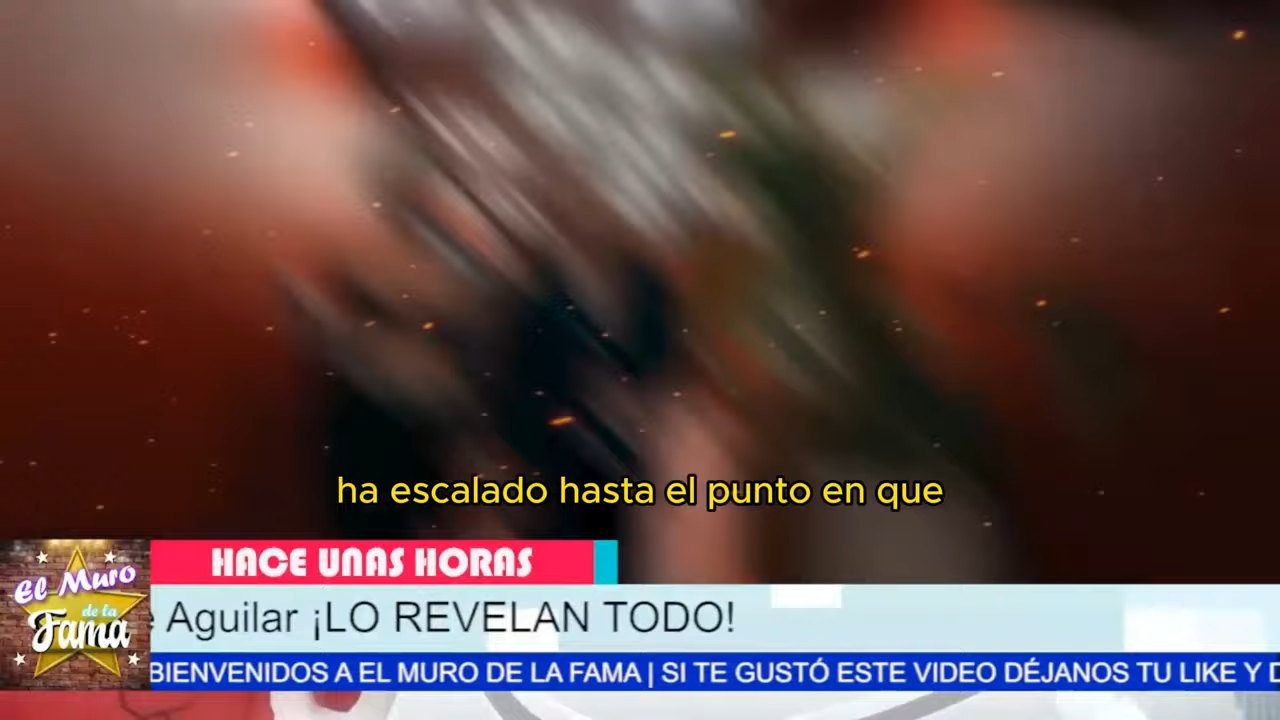 ha escalado hasta el punto en que
HACE UNAS HORAS
Aguilar ¡LO REVELAN TODO!
El Muro
de la
Fama
BIENVENIDOS A EL MURO DE LA FAMA | SI TE GUSTÓ ESTE VIDEO DÉJANOS TU LIKE Y